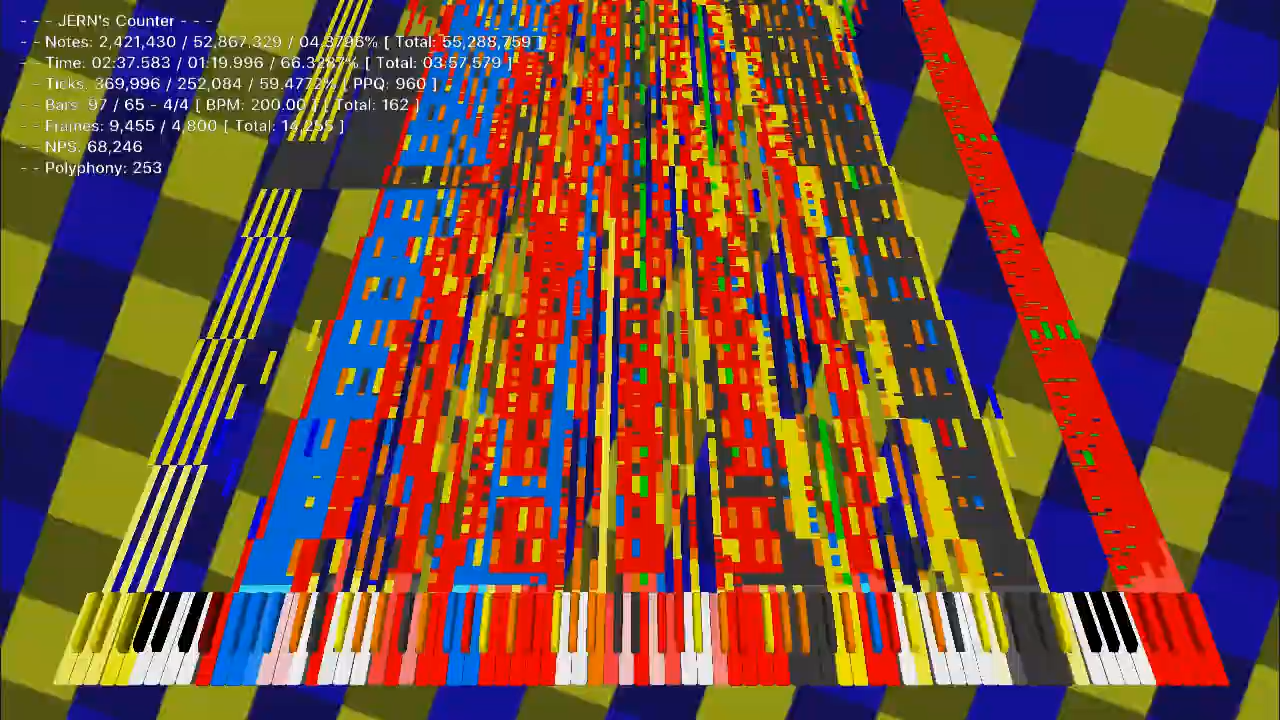 - - - JERN's Counter - - -
- - Notes: 2,421,430 / 52,867,329 / 04.3796% [ Total: 55,288,759 ]
- - Time: 02:37.583 / 01:19.996 / 66.3287% [ Total: 03:57.579 ]
- - Ticks: 369,996 / 252,084 / 59.4772% [ PPQ: 960 ]
- - Bars: 97 / 65 - 4/4 [ BPM: 200.00 ] [ Total: 162 ]
- - Frames: 9,455 / 4,800 [ Total: 14,255 ]
- - NPS: 68,246
- - Polyphony: 253